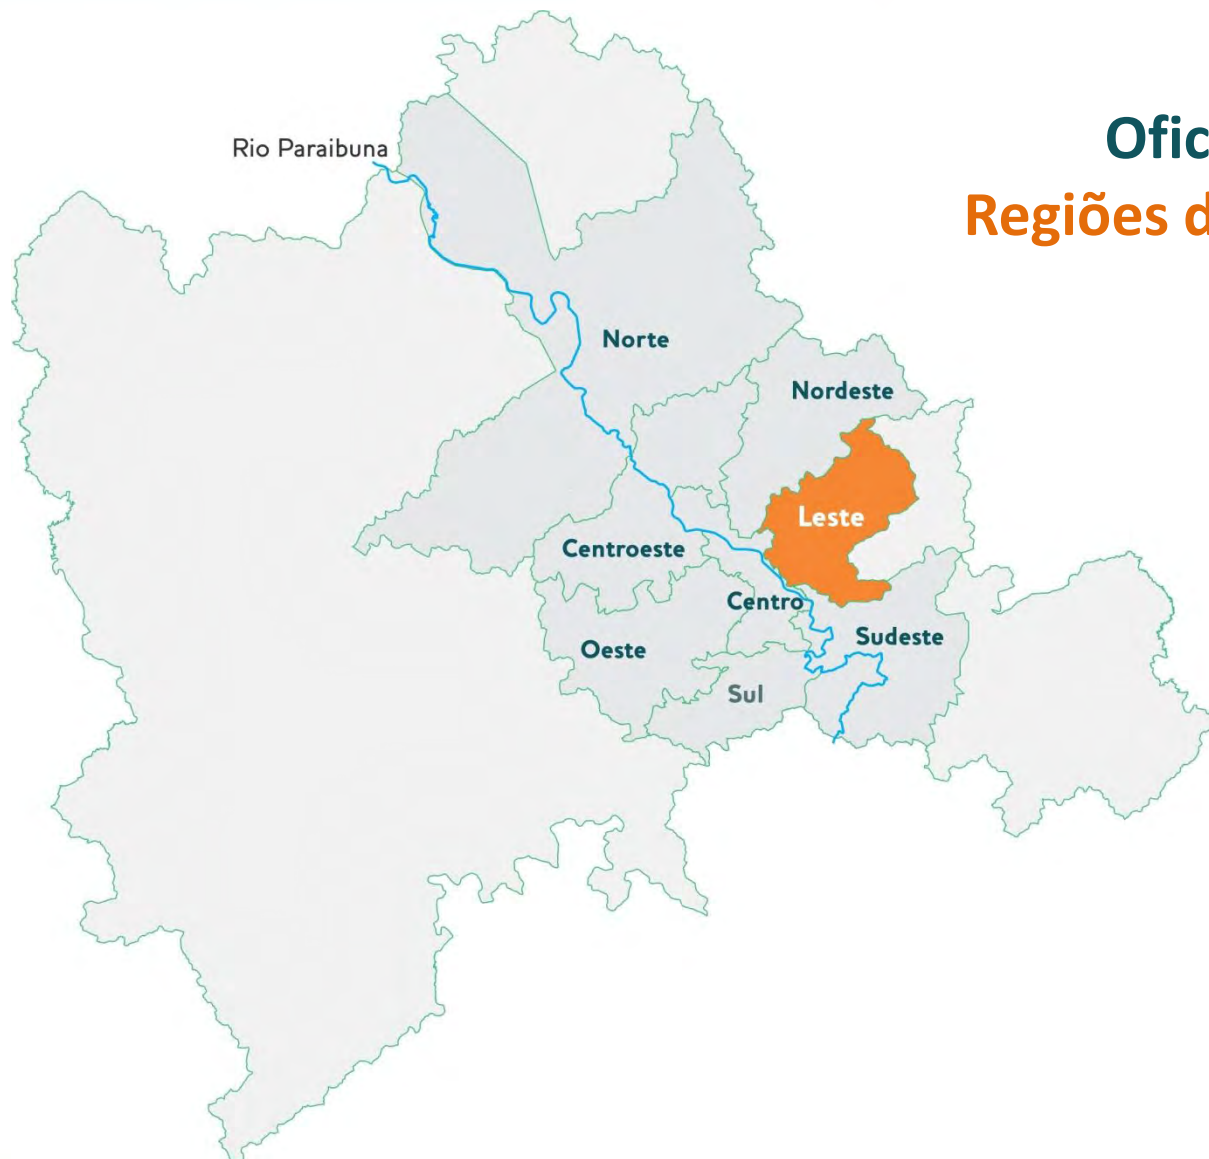 Ofic
Rio Paraibuna
Regiões d
Norte
Nordeste
Leste
Centroeste
Centro
Sudeste
Oeste
Sul